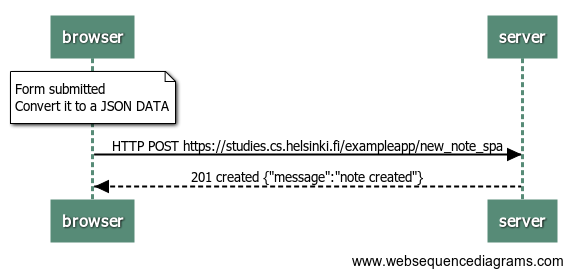 browser
server
Form submitted
Convert it to a JSON DATA
HTTP POST https://studies.cs.helsinki.fi/exampleapp/new_note_spa
201 created {"message":"note created"}
browser
server
www.websequencediagrams.com